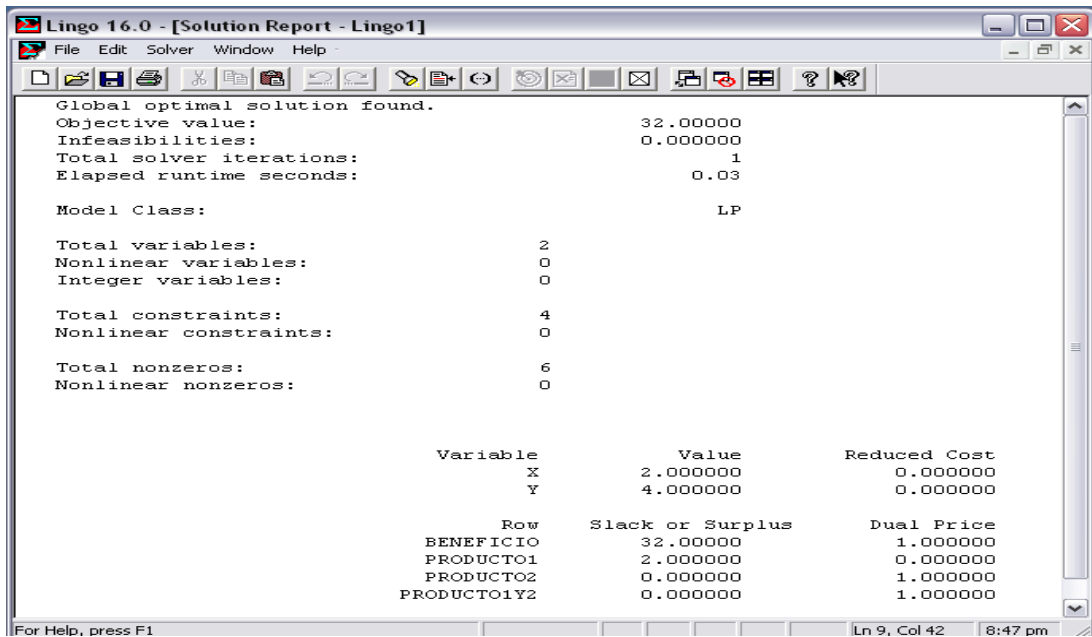 Lingo 16.0 - [Solution Report - Lingo1]
File Edit Solver Window Help
Global optimal solution found.
Objective value: 32.00000
Infeasibilities: 0.000000
Total solver iterations: 1
Elapsed runtime seconds: 0.03
Model Class: LP
Total variables: 2
Nonlinear variables: 0
Integer variables: 0
Total constraints: 4
Nonlinear constraints: 0
Total nonzeros: 6
Nonlinear nonzeros: 0
Variable Value Reduced Cost
X 2.000000 0.000000
Y 4.000000 0.000000
Row Slack or Surplus Dual Price
BENEFICIO 32.00000 1.000000
PRODUCTO1 2.000000 0.000000
PRODUCTO2 0.000000 1.000000
PRODUCTO1Y2 0.000000 1.000000
For Help, press F1 Ln 9, Col 42 8:47 pm